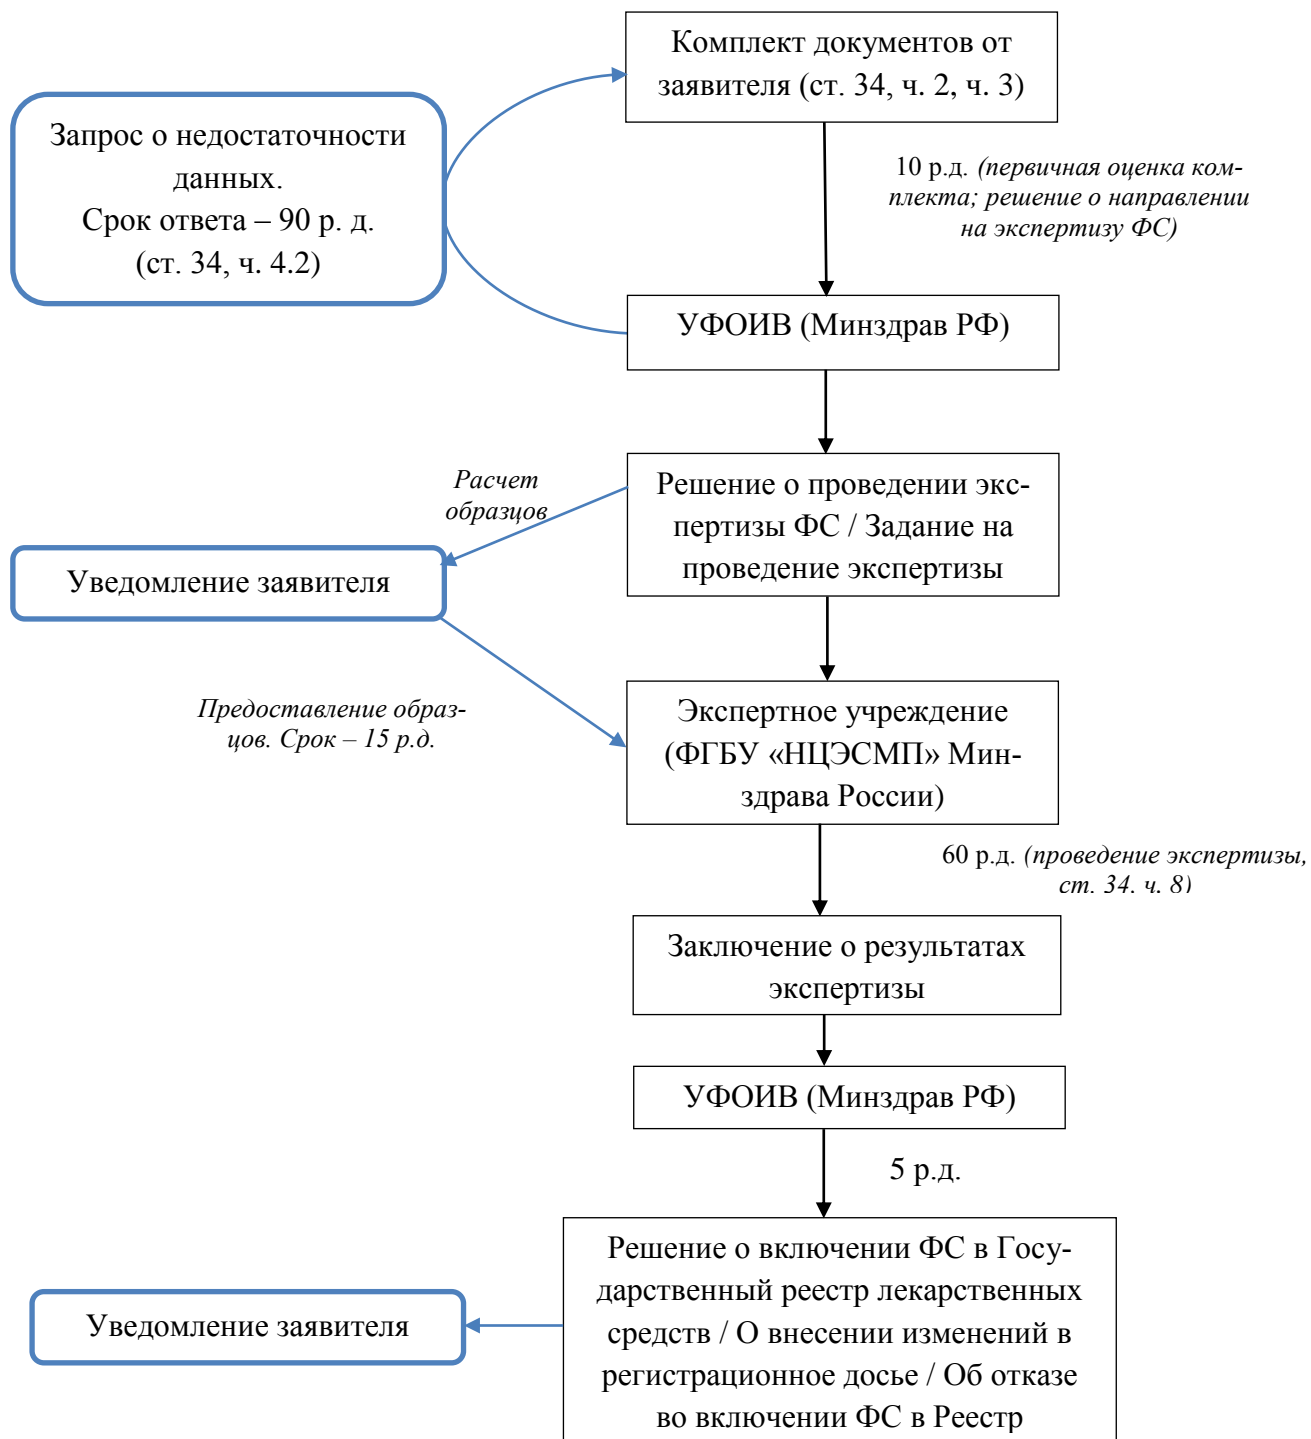 Комплект документов от
заявителя (ст. 34, ч. 2, ч. 3)
Запрос о недостаточности
данных.
Срок ответа – 90 р. д.
(ст. 34, ч. 4.2)
10 р.д. (первичная оценка ком-
плекта; решение о направлении
на экспертизу ФС)
УФОИВ (Минздрав РФ)
Расчет
образцов
Решение о проведении экс-
пертизы ФС / Задание на
проведение экспертизы
Уведомление заявителя
Предоставление образ-
цов. Срок – 15 р.д.
Экспертное учреждение
(ФГБУ «НЦЭСМП» Мин-
здрава России)
60 р.д. (проведение экспертизы,
ст. 34. ч. 8)
Заключение о результатах
экспертизы
УФОИВ (Минздрав РФ)
5 р.д.
Решение о включении ФС в Госу-
дарственный реестр лекарственных
средств / О внесении изменений в
регистрационное досье / Об отказе
во включении ФС в Реестр
Уведомление заявителя